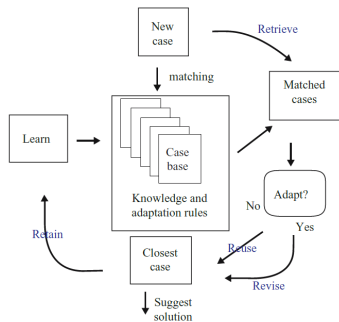 New
case
Retrieve
matching
Matched
cases
Learn
Case
base
Knowledge and
adaptation rules
Adapt?
No
Yes
Retain
Closest
case
Reuse
Revise
Suggest
solution